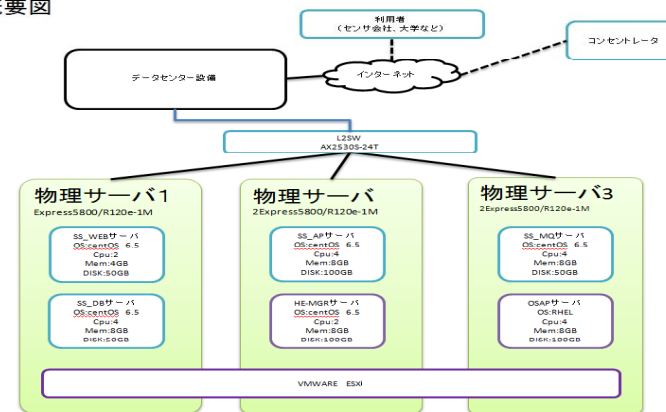 要図
利用者
(センサ会社、大学など)
コンセントレータ
データセンター設備
インターネット
L2SW
AX2530S-24T
物理サーバ1
Express5800/R120e-1M
SS_WEBサーバ
OS:centOS 6.5
Cpu:2
Mem:4GB
DISK:50GB
SS_DBサーバ
OS:centOS 6.5
Cpu:4
Mem:8GB
DISK:50GB
物理サーバ
2Express5800/R120e-1M
SS_APサーバ
OS:centOS 6.5
Cpu:4
Mem:8GB
DISK:100GB
HE-MGRサーバ
OS:centOS 6.5
Cpu:2
Mem:8GB
DISK:100GB
物理サーバ3
2Express5800/R120e-1M
SS_MQサーバ
OS:centOS 6.5
Cpu:4
Mem:8GB
DISK:50GB
OSAPサーバ
OS:RHEL
Cpu:4
Mem:8GB
DISK:100GB
VMWARE ESXi